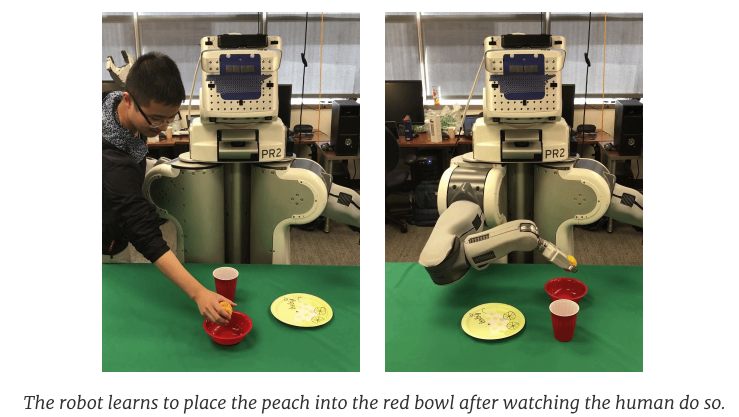 PR2
PR2
The robot learns to place the peach into the red bowl after watching the human do so.